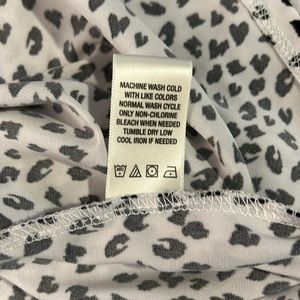 MACHINE WASH COLD
WITH LIKE COLORS
NORMAL WASH CYCLE
ONLY NON-CHLORINE
BLEACH WHEN NEEDED
TUMBLE DRY LOW
COOL IRON IF NEEDED